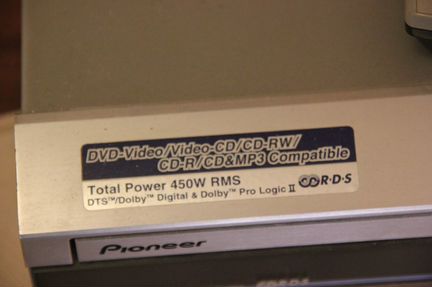 DVD-Video/Video-CD/CD-RW/
CD-R/CD&MP3 Compatible
Total Power 450W RMS
DTS™/Dolby™ Digital & Dolby™ Pro Logic II
R·D·S
Pioneer